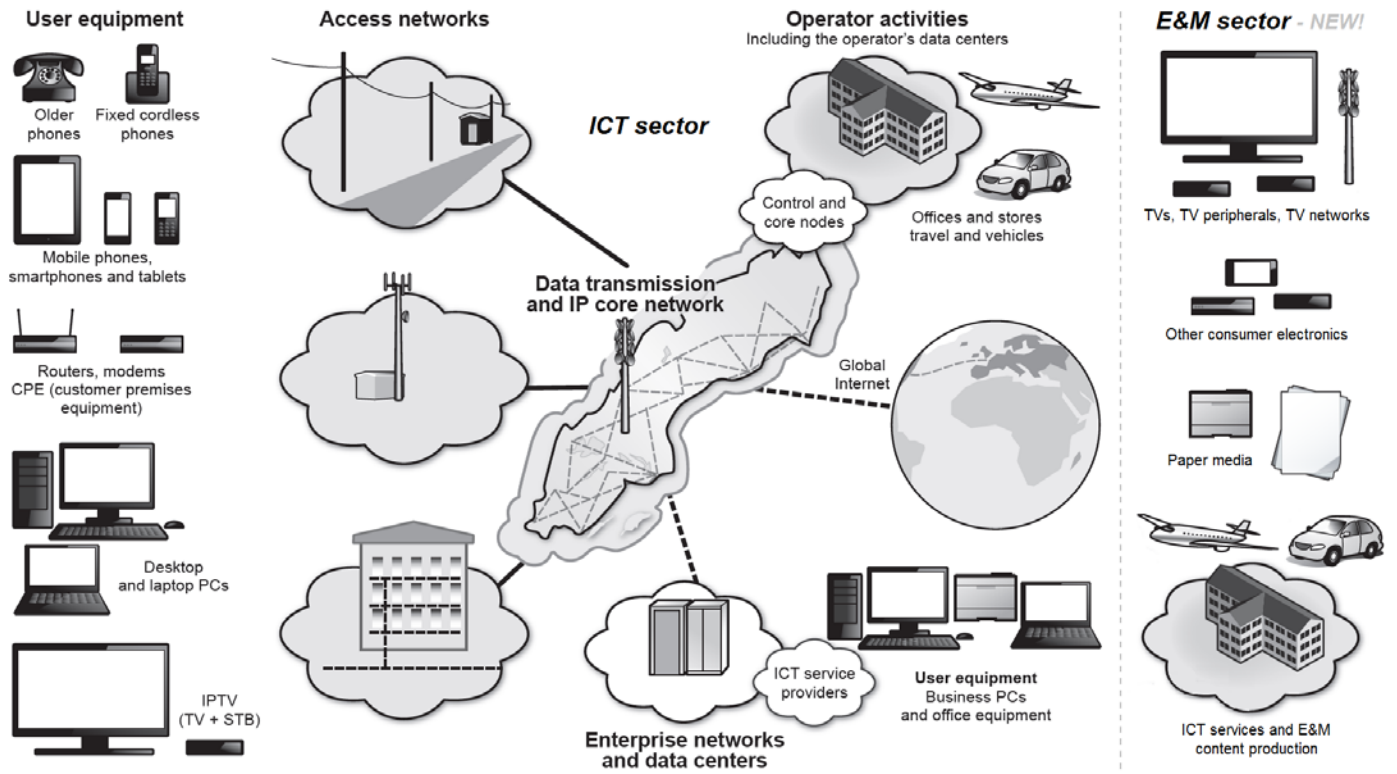 User equipment
Older
phones
Fixed cordless
phones
Mobile phones,
smartphones and tablets
Routers, modems
CPE (customer premises
equipment)
Desktop
and laptop PCs
IPTV
(TV + STB)
Access networks
ICT sector
Operator activities
Including the operator's data centers
Control and
core nodes
Offices and stores
travel and vehicles
Data transmission
and IP core network
Global
Internet
ICT service
providers
Enterprise networks
and data centers
User equipment
Business PCs
and office equipment
E&M sector - NEW!
TVs, TV peripherals, TV networks
Other consumer electronics
Paper media
ICT services and E&M
content production